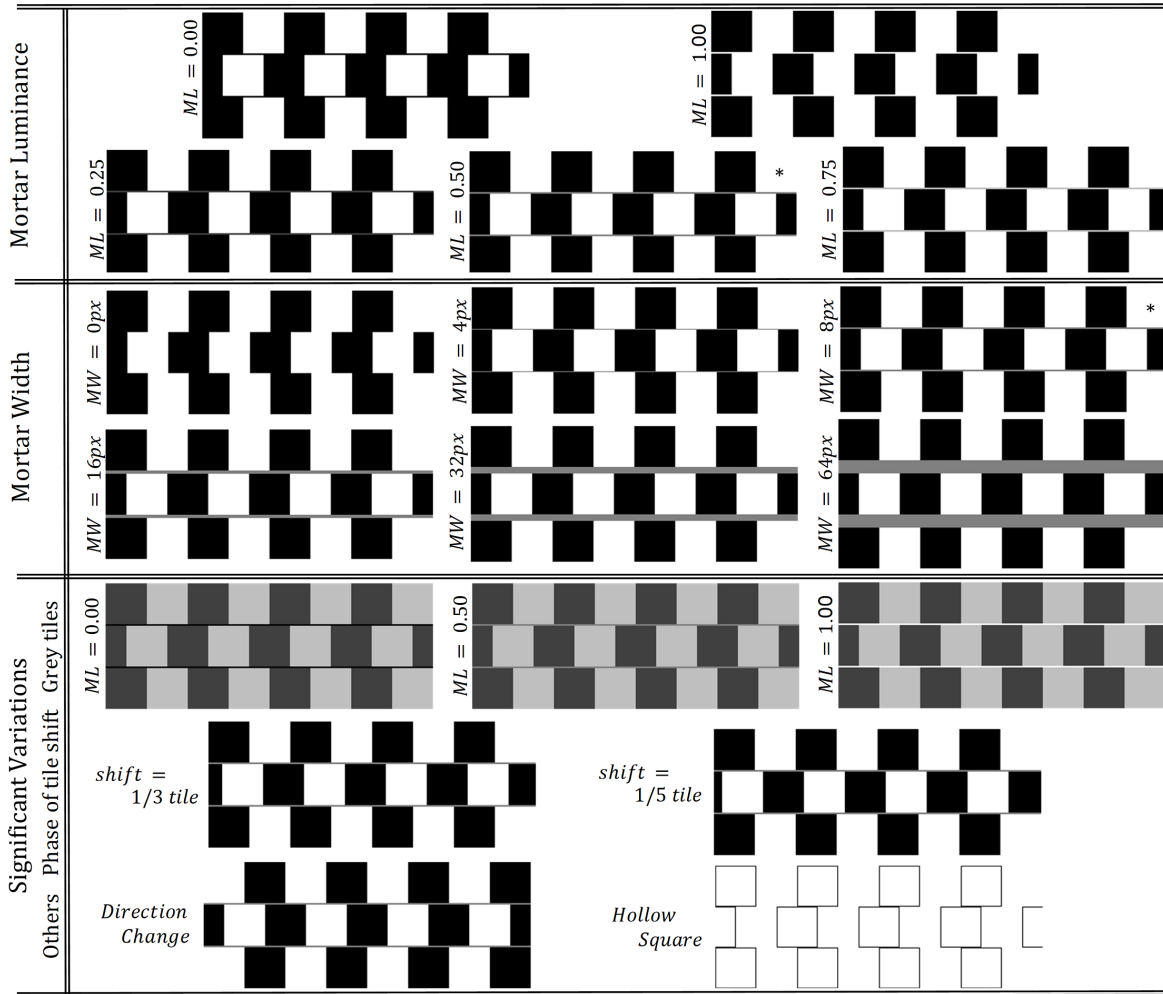 Mortar Luminance
ML = 0.00
ML = 1.00
ML = 0.25
ML = 0.50
*
ML = 0.75
Mortar Width
MW = 0px
MW = 4px
MW = 8px
*
MW = 16px
MW = 32px
MW = 64px
Significant Variations
Grey tiles
ML = 0.00
ML = 0.50
ML = 1.00
Phase of tile shift
shift =
1/3 tile
shift =
1/5 tile
Others
Direction
Change
Hollow
Square